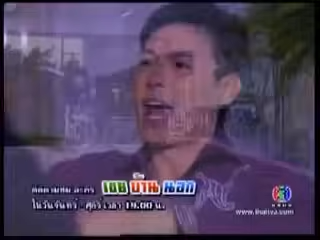 ติดตามชม ละคร เขยบ้านนอก
ในวันจันทร์ - ศุกร์ เวลา 19.00 น.
3
www.thaitv3.com